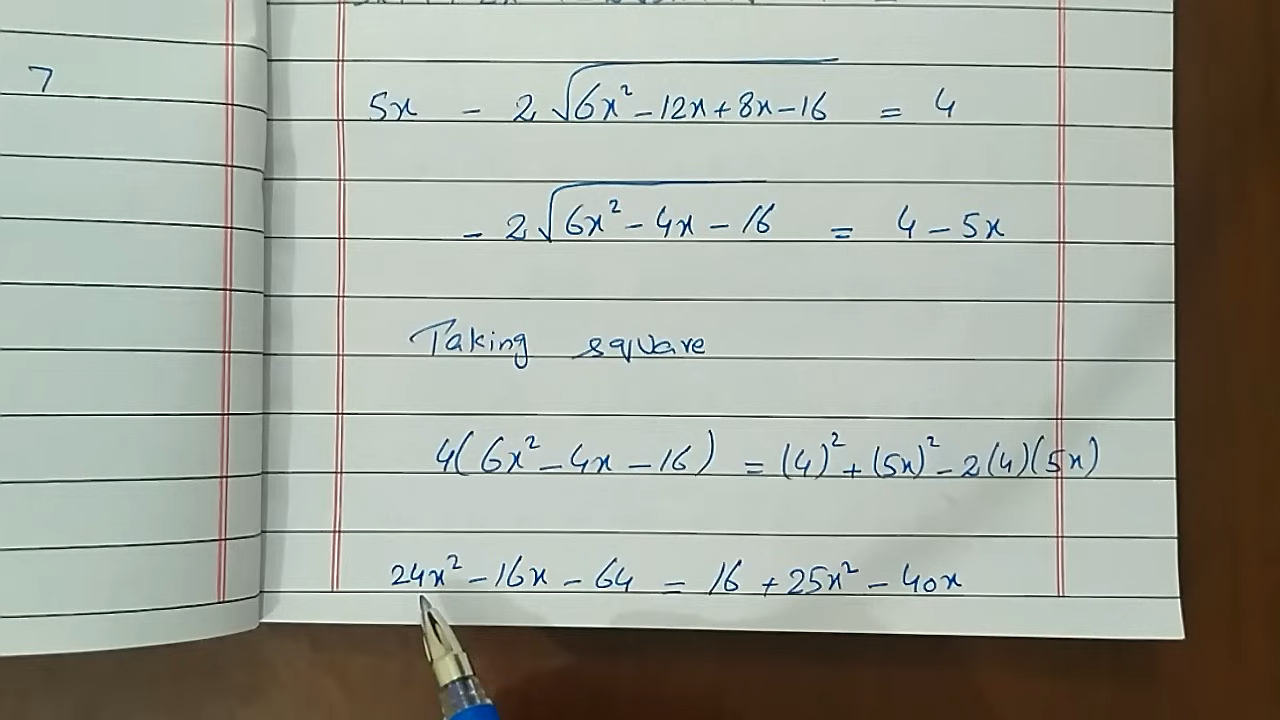 7
5x - 2√(6x² - 12x + 8x - 16) = 4
- 2√(6x² - 4x - 16) = 4 - 5x
Taking square
4(6x² - 4x - 16) = (4)² + (5x)² - 2(4)(5x)
24x² - 16x - 64 = 16 + 25x² - 40x